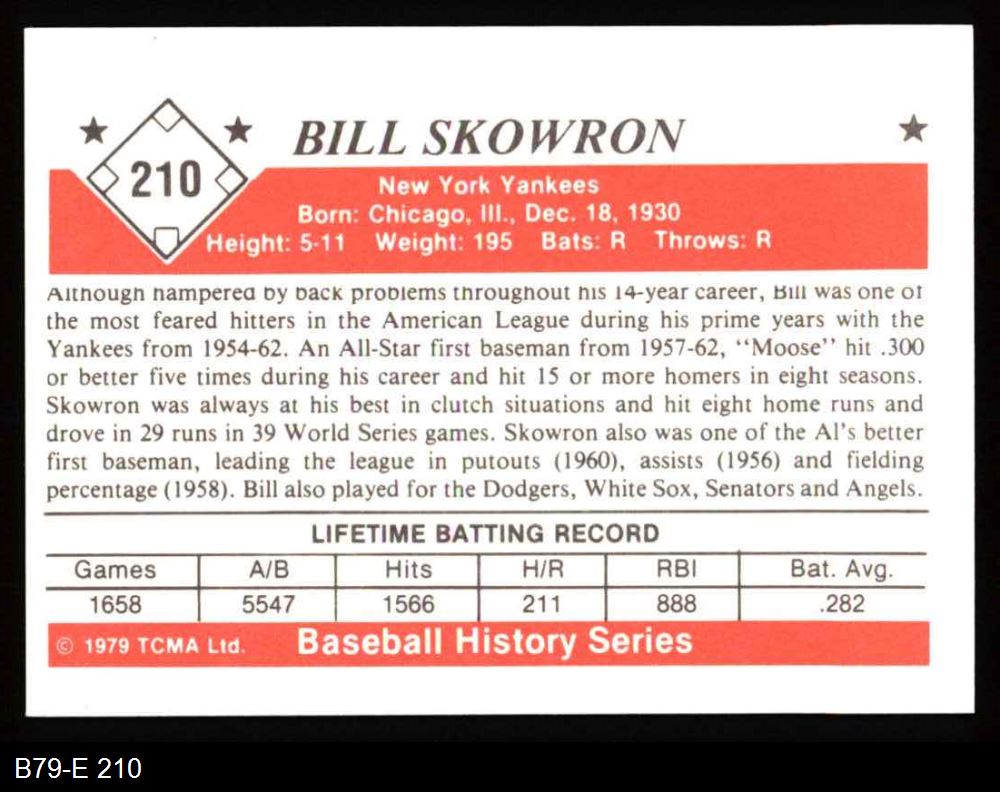 210
BILL SKOWRON
New York Yankees
Born: Chicago, Ill., Dec. 18, 1930
Height: 5-11 Weight: 195 Bats: R Throws: R
Although hampered by back problems throughout his 14-year career, Bill was one of
the most feared hitters in the American League during his prime years with the
Yankees from 1954-62. An All-Star first baseman from 1957-62, "Moose" hit .300
or better five times during his career and hit 15 or more homers in eight seasons.
Skowron was always at his best in clutch situations and hit eight home runs and
drove in 29 runs in 39 World Series games. Skowron also was one of the Al's better
first baseman, leading the league in putouts (1960), assists (1956) and fielding
percentage (1958). Bill also played for the Dodgers, White Sox, Senators and Angels.
LIFETIME BATTING RECORD
Games A/B Hits H/R RBI Bat. Avg.
1658 5547 1566 211 888 .282
© 1979 TCMA Ltd. Baseball History Series
B79-E 210